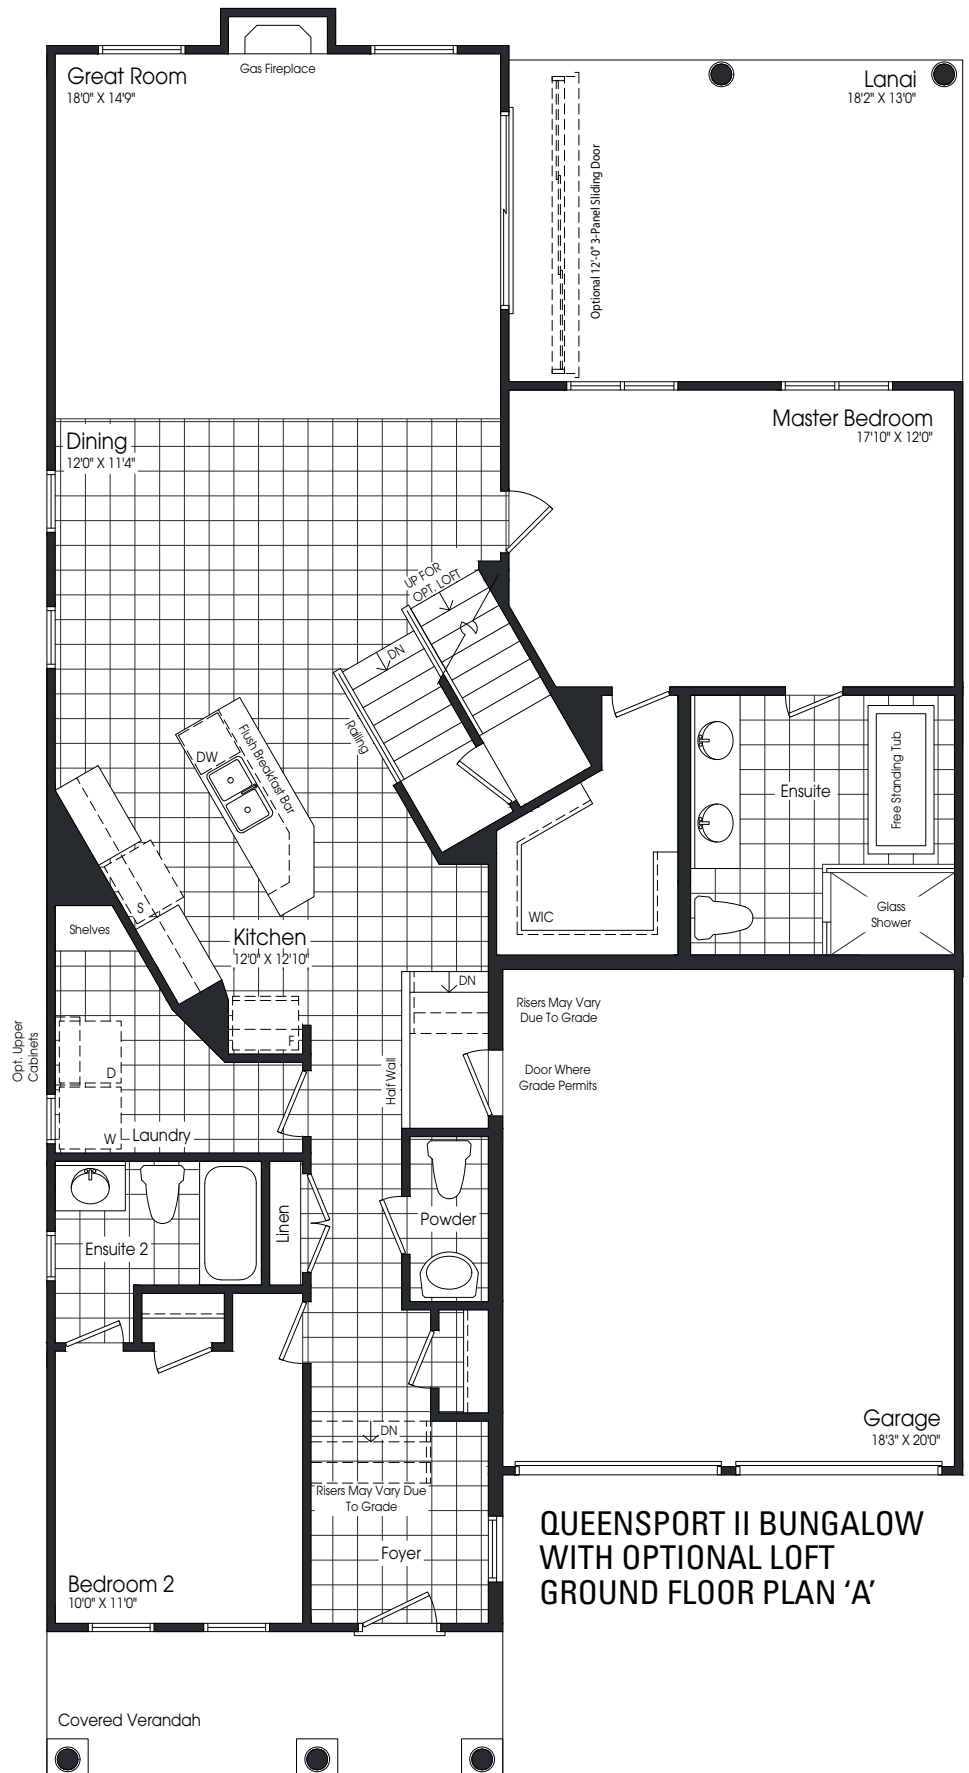 Gas Fireplace
Great Room
18'0" X 14'9"
Lanai
18'2" X 13'0"
Optional 12'-0" 3-Panel Sliding Door
Master Bedroom
17'10" X 12'0"
Dining
12'0" X 11'4"
UP FOR
OPT. LOFT
DN
Railing
Flush Breakfast Bar
DW
Ensuite
Free Standing Tub
S
Glass
Shower
WIC
Shelves
Kitchen
12'0" X 12'10"
DN
F
Risers May Vary
Due To Grade
Opt. Upper
Cabinets
D
Half Wall
Door Where
Grade Permits
W
Laundry
Linen
Powder
Ensuite 2
Garage
18'3" X 20'0"
DN
Risers May Vary Due
To Grade
Foyer
Bedroom 2
10'0" X 11'0"
QUEENSPORT II BUNGALOW
WITH OPTIONAL LOFT
GROUND FLOOR PLAN ‘A’
Covered Verandah